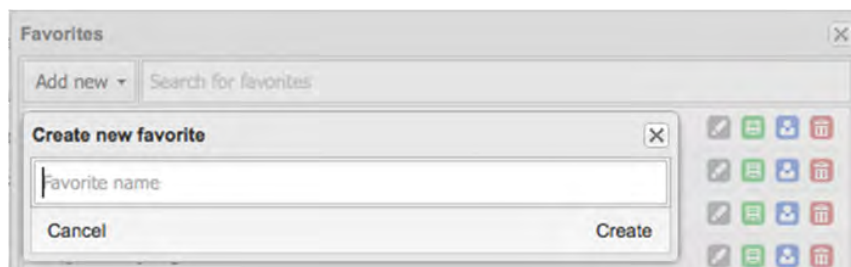 Favorites
Add new
Search for favorites
Create new favorite
Favorite name
Cancel
Create